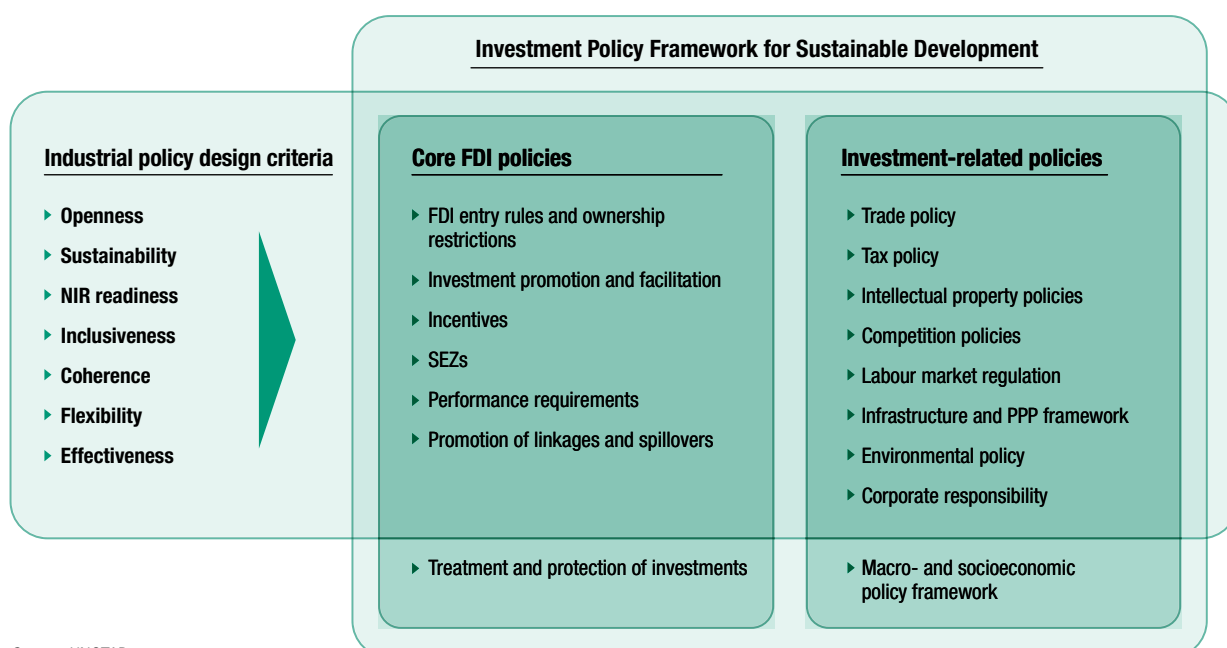 Investment Policy Framework for Sustainable Development
Industrial policy design criteria
Openness
Sustainability
NIR readiness
Inclusiveness
Coherence
Flexibility
Effectiveness
Core FDI policies
FDI entry rules and ownership
restrictions
Investment promotion and facilitation
Incentives
SEZs
Performance requirements
Promotion of linkages and spillovers
Treatment and protection of investments
Investment-related policies
Trade policy
Tax policy
Intellectual property policies
Competition policies
Labour market regulation
Infrastructure and PPP framework
Environmental policy
Corporate responsibility
Macro- and socioeconomic
policy framework